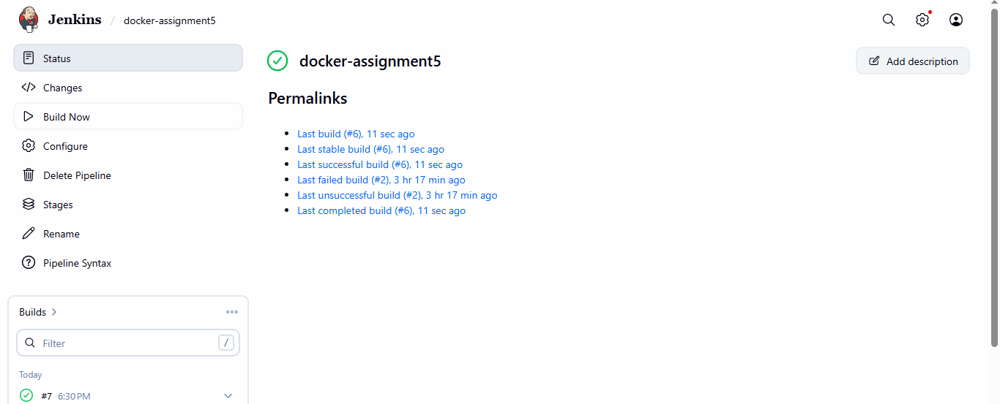 Jenkins / docker-assignment5
Status
Changes
Build Now
Configure
Delete Pipeline
Stages
Rename
Pipeline Syntax
Builds
Filter /
Today
#7 6:30 PM
docker-assignment5
Add description
Permalinks
Last build (#6), 11 sec ago
Last stable build (#6), 11 sec ago
Last successful build (#6), 11 sec ago
Last failed build (#2), 3 hr 17 min ago
Last unsuccessful build (#2), 3 hr 17 min ago
Last completed build (#6), 11 sec ago